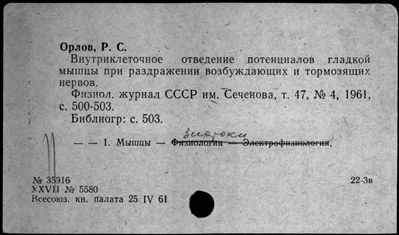 Орлов, Р. С.
Внутриклеточное отведение потенциалов гладкой
мышцы при раздражении возбуждающих и тормозящих
нервов.
Физиол. журнал СССР им. Сеченова, т. 47, № 4, 1961,
с. 500-503.
Библиогр: с. 503.
биотоки
— — 1. Мышцы — Физиология — Электрофизиология.
№ 35916
XXVII № 5580
22-3в
Всесоюз. кн. палата 25 IV 61